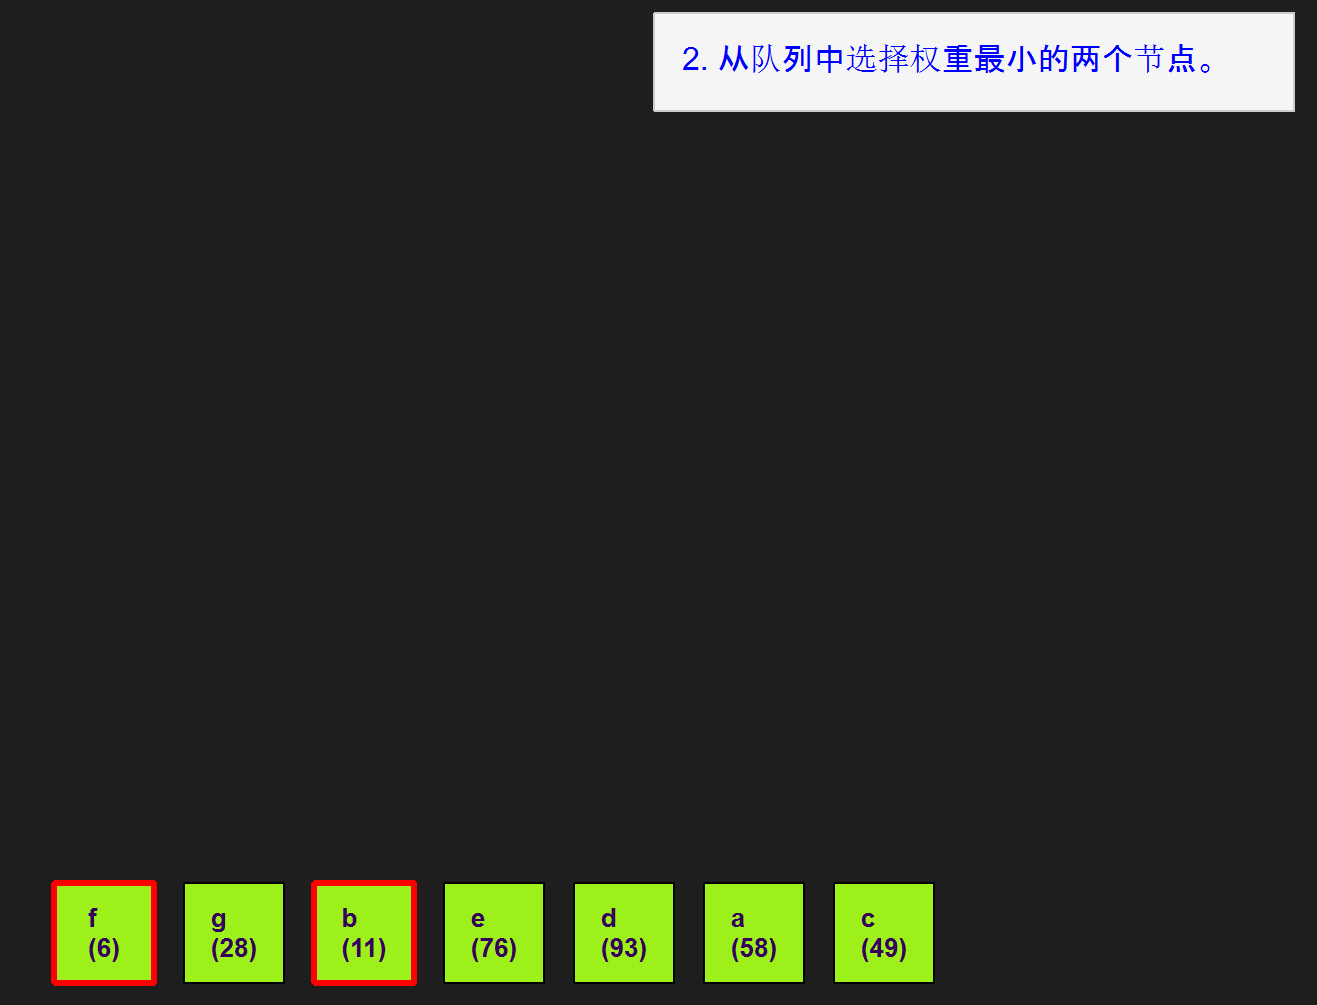 2. 从队列中选择权重最小的两个节点。
f
(6)
g
(28)
b
(11)
e
(76)
d
(93)
a
(58)
c
(49)